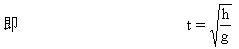 即 t = √(h/g)